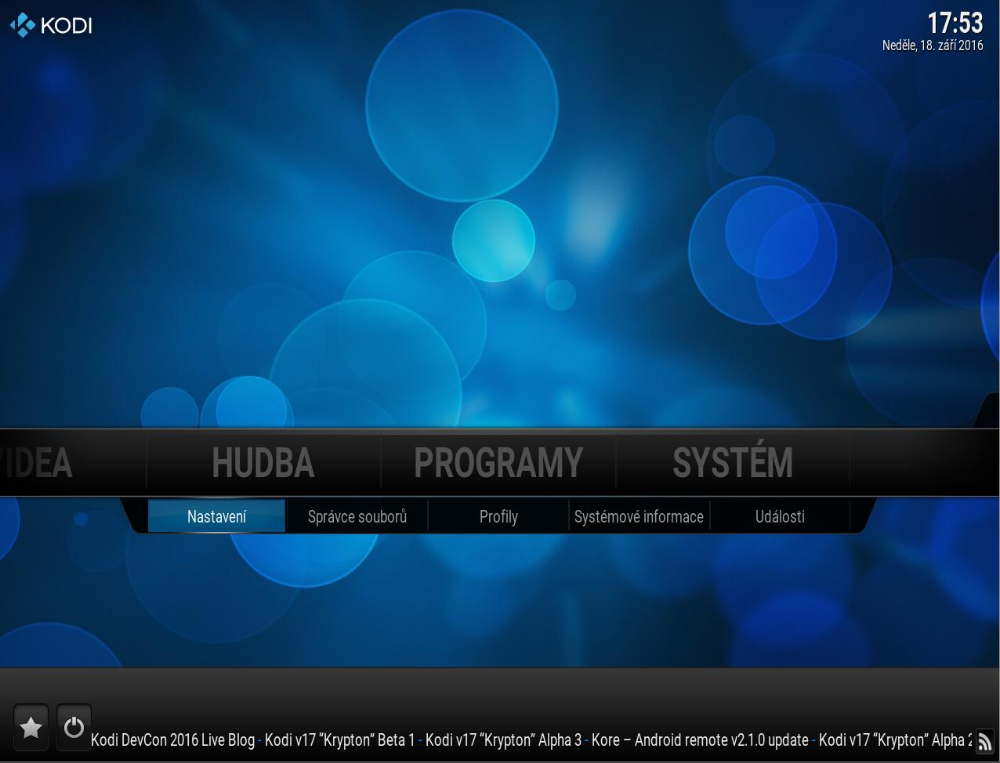 KODI
17:53
Neděle, 18. září 2016
VIDEA HUDBA PROGRAMY SYSTÉM
Nastavení Správce souborů Profily Systémové informace Události
Kodi DevCon 2016 Live Blog - Kodi v17 “Krypton” Beta 1 - Kodi v17 “Krypton” Alpha 3 - Kore – Android remote v2.1.0 update - Kodi v17 “Krypton” Alpha 2